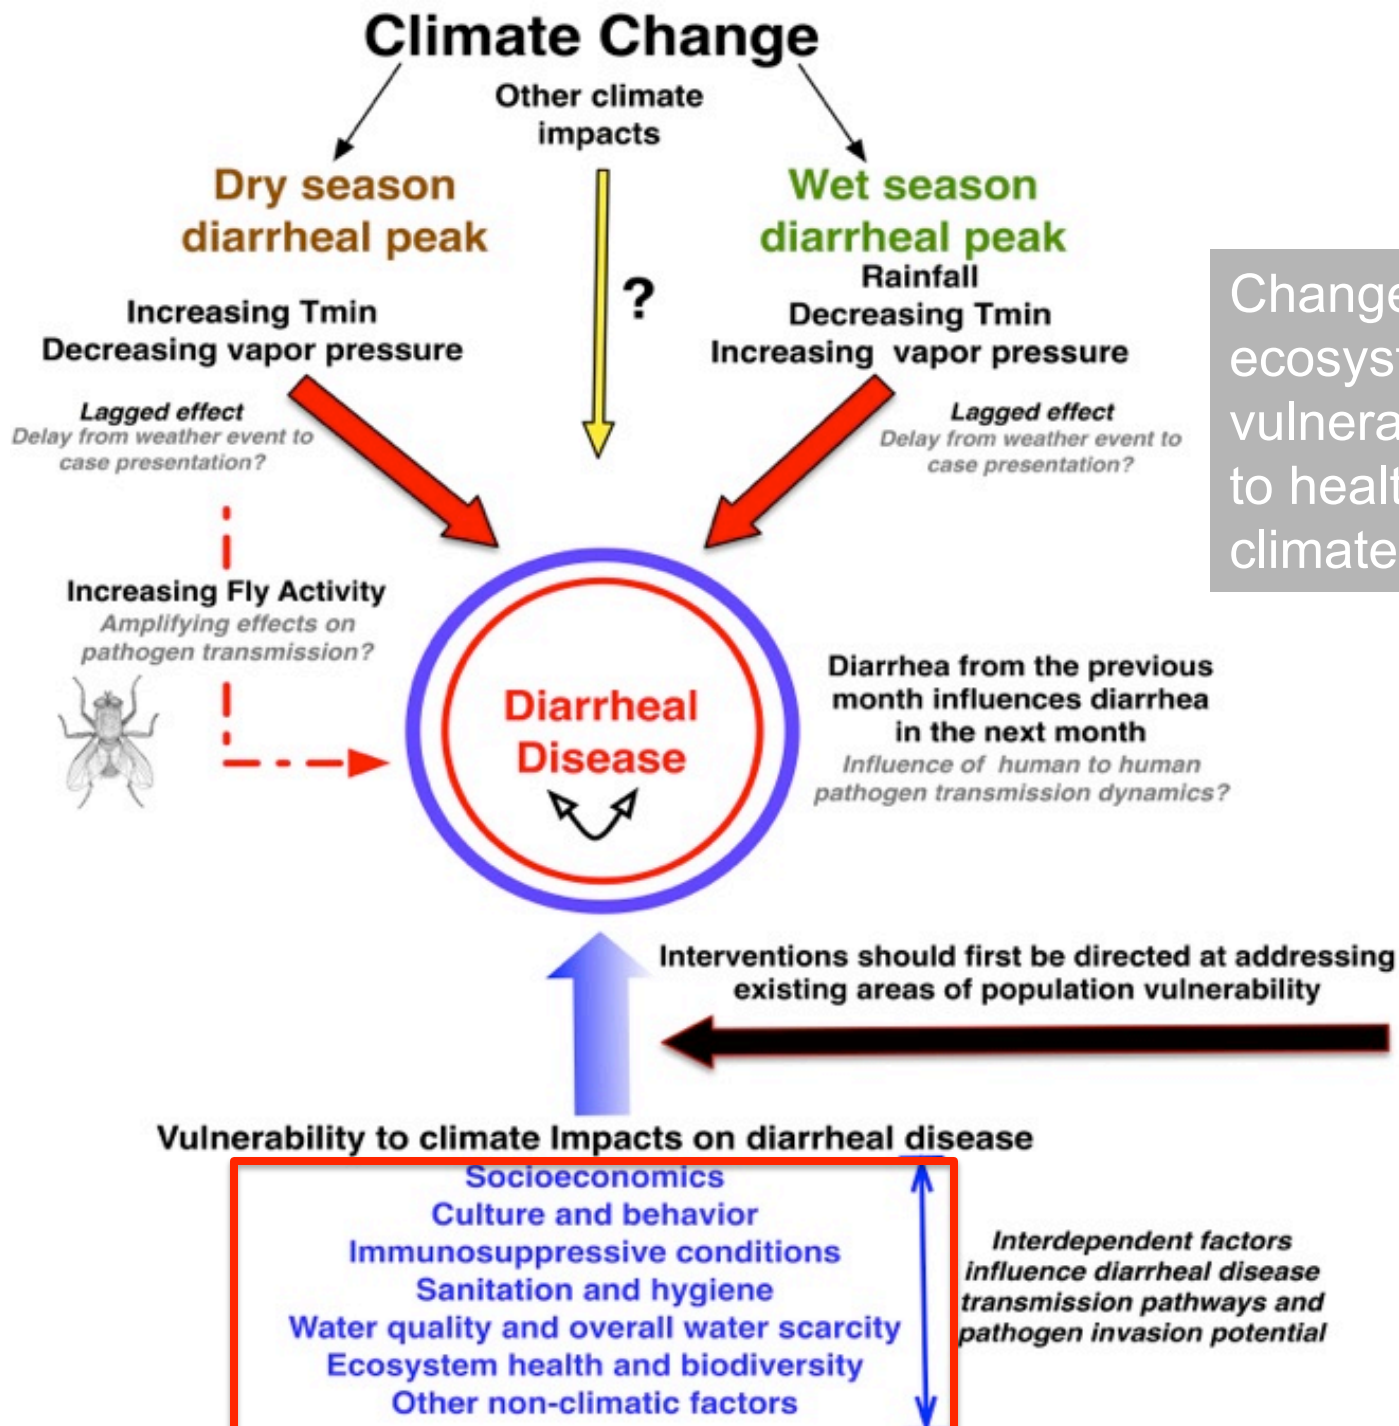 Climate Change
Other climate
impacts
Dry season
diarrheal peak
Wet season
diarrheal peak
Increasing Tmin
Decreasing vapor pressure
?
Rainfall
Decreasing Tmin
Increasing vapor pressure
Lagged effect
Delay from weather event to
case presentation?
Lagged effect
Delay from weather event to
case presentation?
to
climate
Increasing Fly Activity
Amplifying effects on
pathogen transmission?
Diarrheal
Disease
Diarrhea from the previous
month influences diarrhea
in the next month
Influence of human to human
pathogen transmission dynamics?
Interventions should first be directed at addressing
existing areas of population vulnerability
Vulnerability to climate Impacts on diarrheal disease
Socioeconomics
Culture and behavior
Immunosuppressive conditions
Sanitation and hygiene
Water quality and overall water scarcity
Ecosystem health and biodiversity
Other non-climatic factors
Interdependent factors
influence diarrheal disease
transmission pathways and
pathogen invasion potential